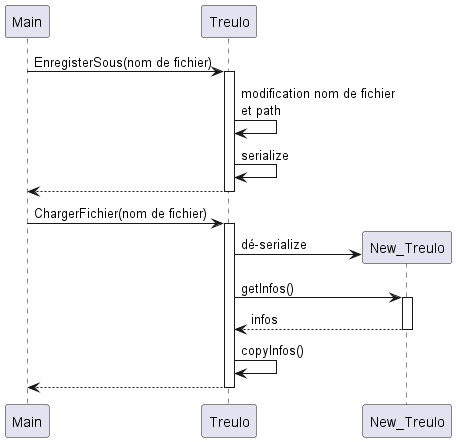 Main
Treulo
EnregisterSous(nom de fichier)
modification nom de fichier
et path
serialize
ChargerFichier(nom de fichier)
dé-serialize
New_Treulo
getInfos()
infos
copyInfos()
Main
Treulo
New_Treulo